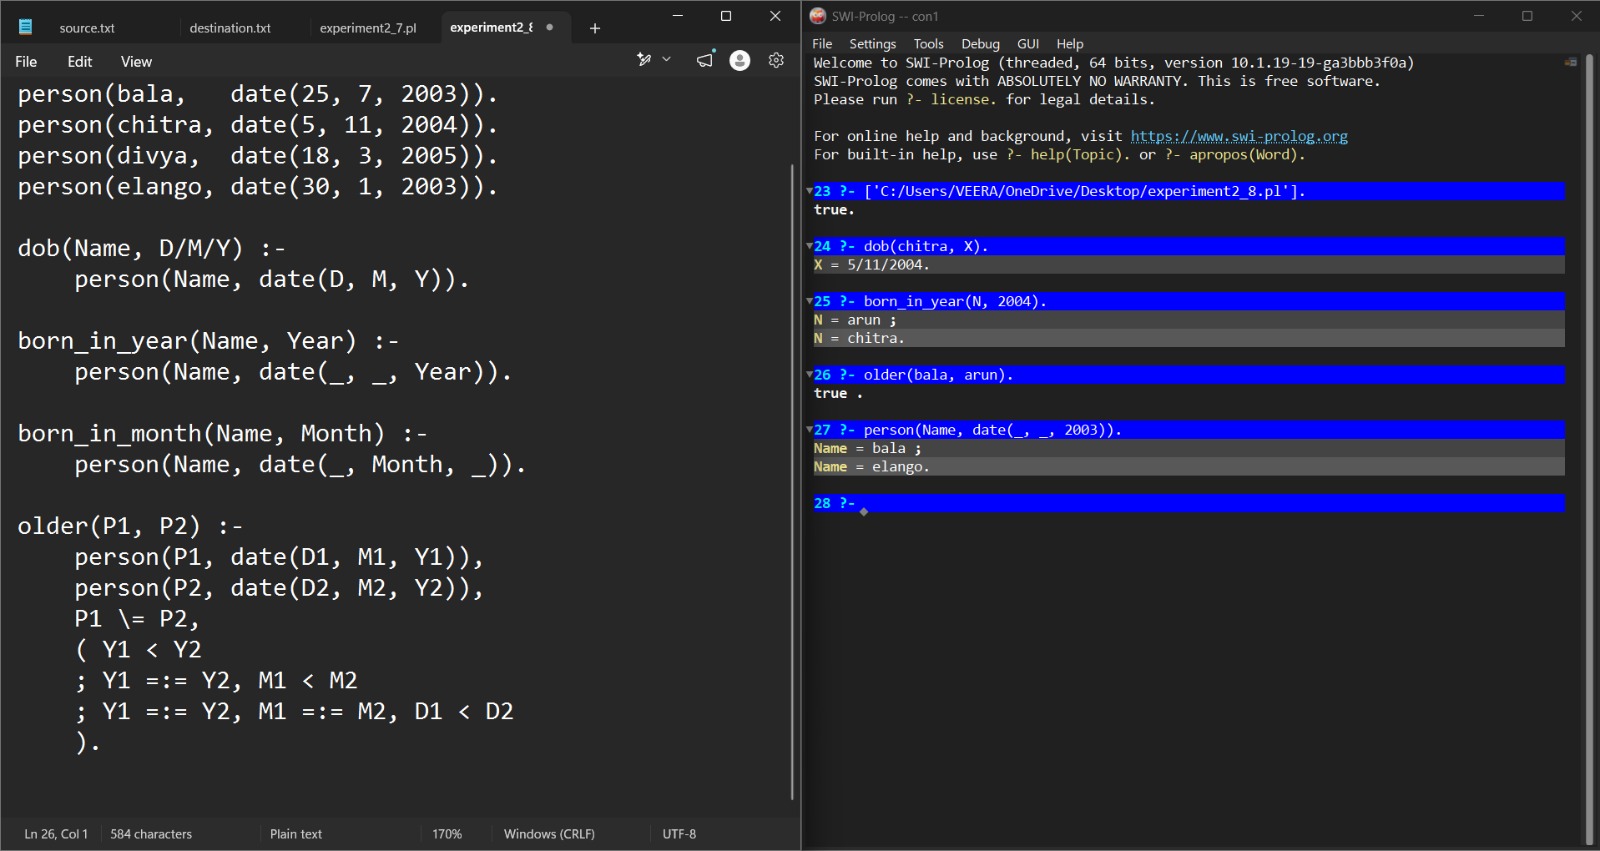 source.txt
destination.txt
experiment2_7.pl
experiment2_8
File Edit View
person(bala,   date(25, 7, 2003)).
person(chitra, date(5, 11, 2004)).
person(divya,  date(18, 3, 2005)).
person(elango, date(30, 1, 2003)).
dob(Name, D/M/Y) :-
    person(Name, date(D, M, Y)).
born_in_year(Name, Year) :-
    person(Name, date(_, _, Year)).
born_in_month(Name, Month) :-
    person(Name, date(_, Month, _)).
older(P1, P2) :-
    person(P1, date(D1, M1, Y1)),
    person(P2, date(D2, M2, Y2)),
    P1 \= P2,
    ( Y1 < Y2
    ; Y1 =:= Y2, M1 < M2
    ; Y1 =:= Y2, M1 =:= M2, D1 < D2
    ).
Ln 26, Col 1 584 characters Plain text 170% Windows (CRLF) UTF-8
SWI-Prolog -- con1
File Settings Tools Debug GUI Help
Welcome to SWI-Prolog (threaded, 64 bits, version 10.1.19-19-ga3bbb3f0a)
SWI-Prolog comes with ABSOLUTELY NO WARRANTY. This is free software.
Please run ?- license. for legal details.
For online help and background, visit https://www.swi-prolog.org
For built-in help, use ?- help(Topic). or ?- apropos(Word).
23 ?- ['C:/Users/VEERA/OneDrive/Desktop/experiment2_8.pl'].
true.
24 ?- dob(chitra, X).
X = 5/11/2004.
25 ?- born_in_year(N, 2004).
N = arun ;
N = chitra.
26 ?- older(bala, arun).
true .
27 ?- person(Name, date(_, _, 2003)).
Name = bala ;
Name = elango.
28 ?-